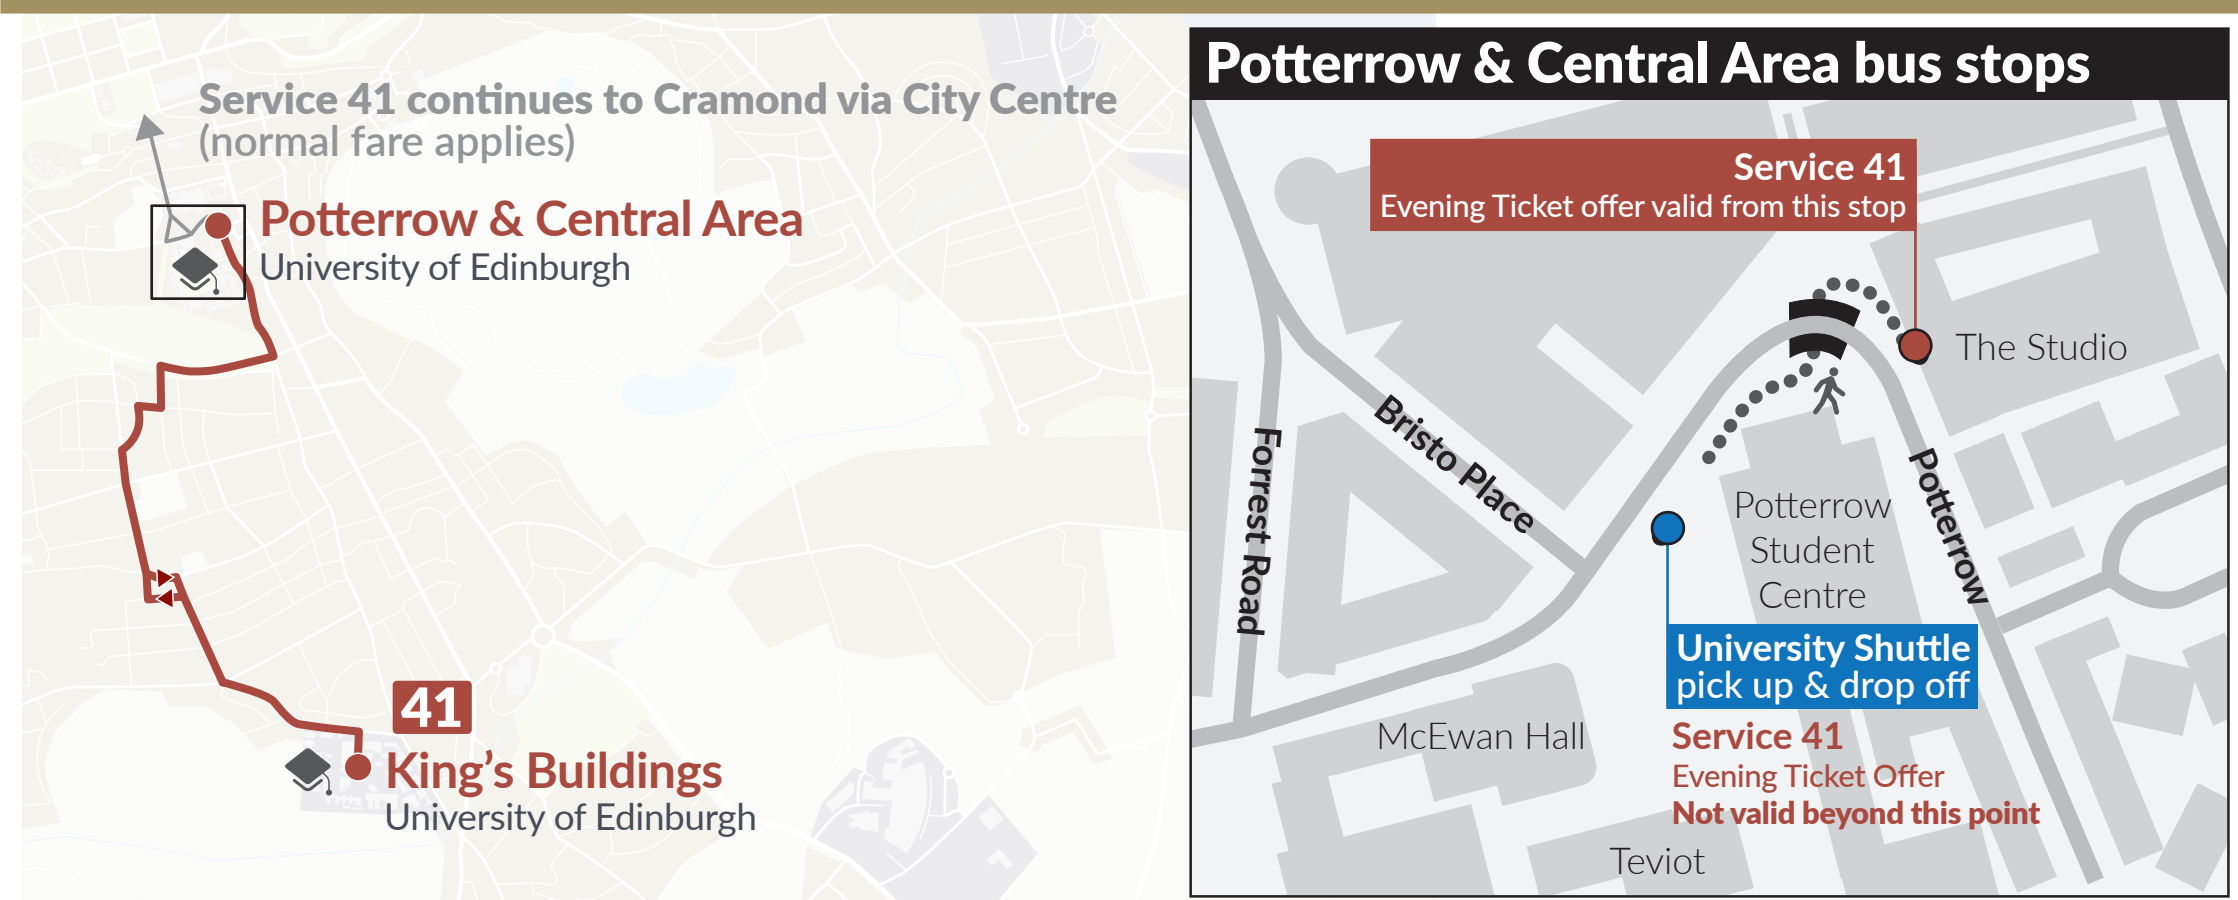 Service 41 continues to Cramond via City Centre
(normal fare applies)
Potterrow & Central Area
University of Edinburgh
41
King's Buildings
University of Edinburgh
Potterrow & Central Area bus stops
Service 41
Evening Ticket offer valid from this stop
The Studio
Bristo Place
Forrest Road
Potterrow
Potterrow
Student
Centre
University Shuttle
pick up & drop off
Service 41
Evening Ticket Offer
Not valid beyond this point
McEwan Hall
Teviot